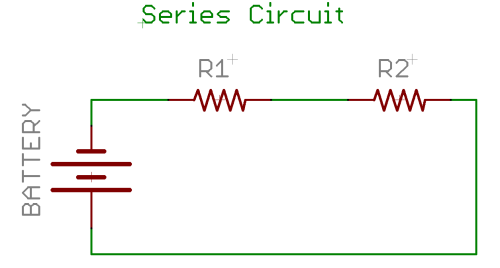 Series Circuit
R1
R2
BATTERY